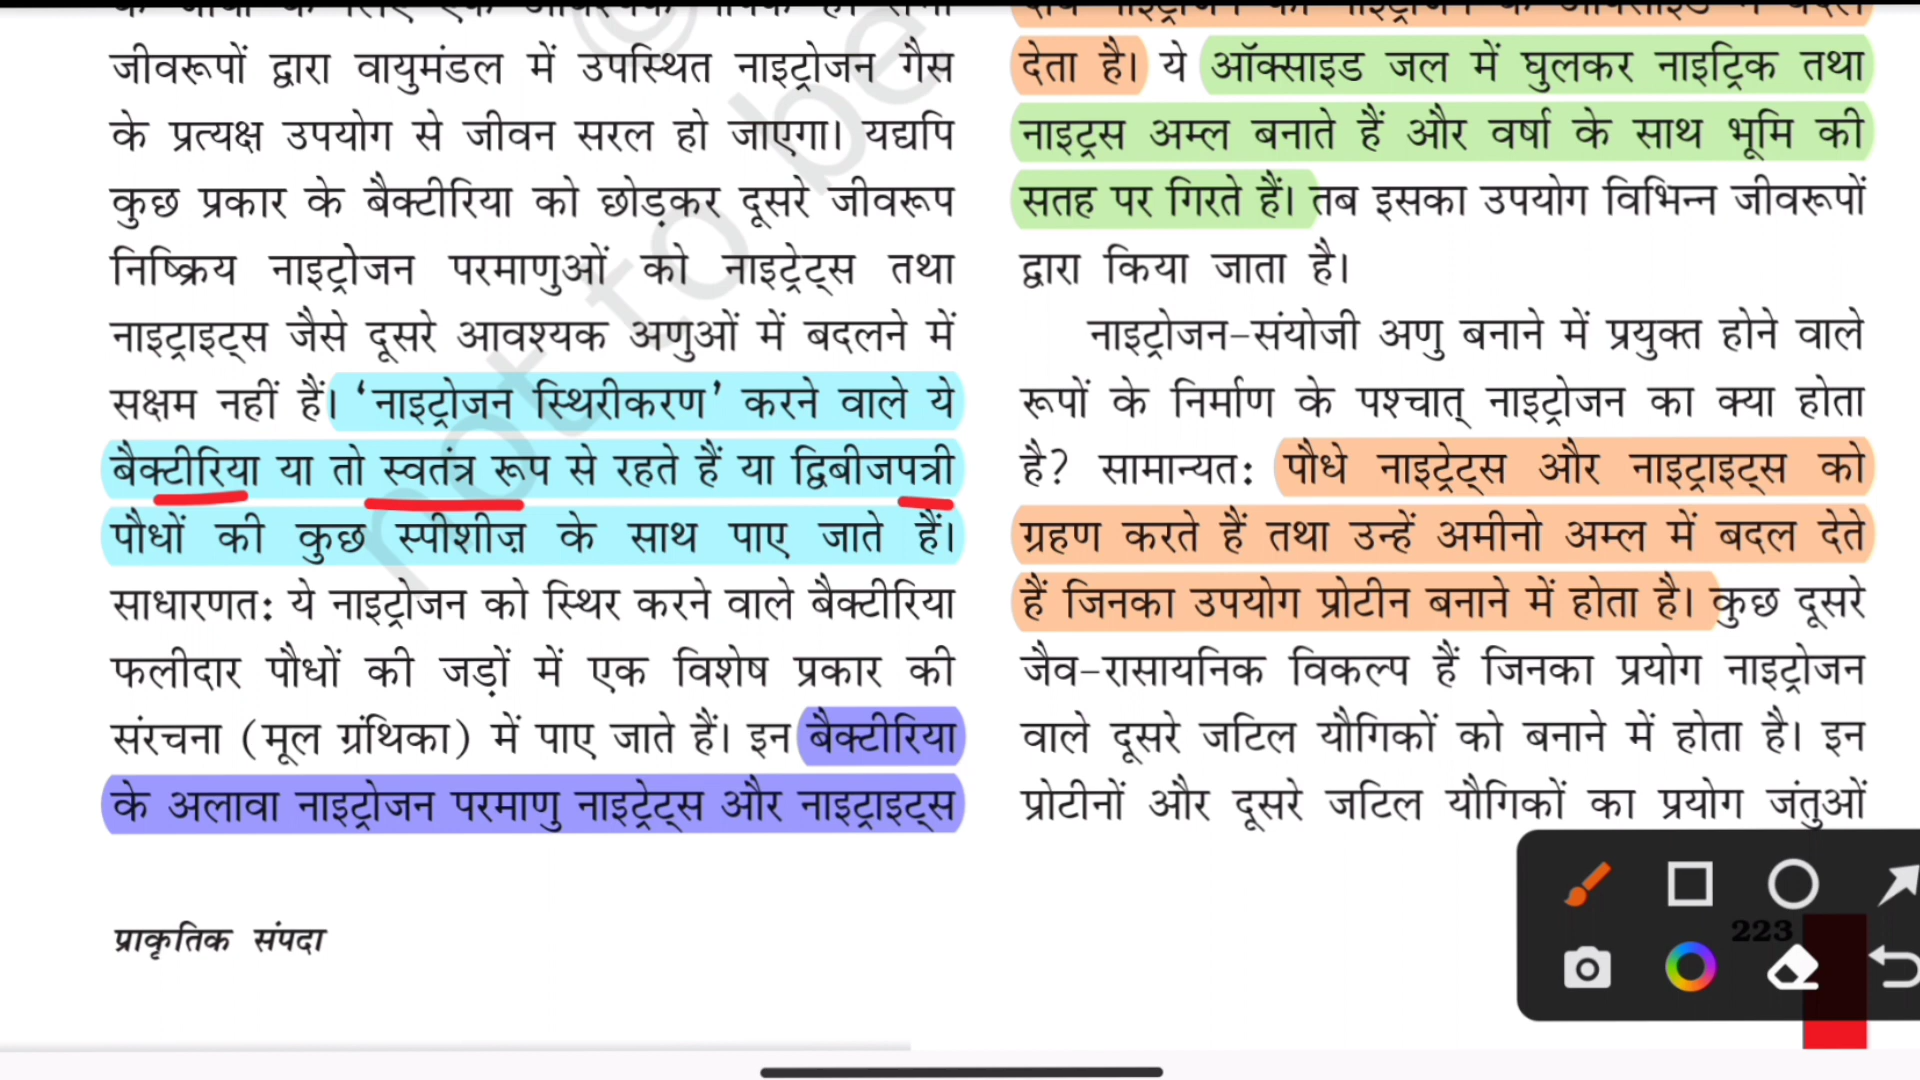 जीवरूपों द्वारा वायुमंडल में उपस्थित नाइट्रोजन गैस
के प्रत्यक्ष उपयोग से जीवन सरल हो जाएगा। यद्यपि
कुछ प्रकार के बैक्टीरिया को छोड़कर दूसरे जीवरूप
निष्क्रिय नाइट्रोजन परमाणुओं को नाइट्रेट्स तथा
नाइट्राइट्स जैसे दूसरे आवश्यक अणुओं में बदलने में
सक्षम नहीं हैं। ‘नाइट्रोजन स्थिरीकरण’ करने वाले ये
बैक्टीरिया या तो स्वतंत्र रूप से रहते हैं या द्विबीजपत्री
पौधों की कुछ स्पीशीज़ के साथ पाए जाते हैं।
साधारणतः ये नाइट्रोजन को स्थिर करने वाले बैक्टीरिया
फलीदार पौधों की जड़ों में एक विशेष प्रकार की
संरचना (मूल ग्रंथिका) में पाए जाते हैं। इन बैक्टीरिया
के अलावा नाइट्रोजन परमाणु नाइट्रेट्स और नाइट्राइट्स
देता है। ये ऑक्साइड जल में घुलकर नाइट्रिक तथा
नाइट्रस अम्ल बनाते हैं और वर्षा के साथ भूमि की
सतह पर गिरते हैं। तब इसका उपयोग विभिन्न जीवरूपों
द्वारा किया जाता है।
नाइट्रोजन-संयोजी अणु बनाने में प्रयुक्त होने वाले
रूपों के निर्माण के पश्चात् नाइट्रोजन का क्या होता
है? सामान्यतः पौधे नाइट्रेट्स और नाइट्राइट्स को
ग्रहण करते हैं तथा उन्हें अमीनो अम्ल में बदल देते
हैं जिनका उपयोग प्रोटीन बनाने में होता है। कुछ दूसरे
जैव-रासायनिक विकल्प हैं जिनका प्रयोग नाइट्रोजन
वाले दूसरे जटिल यौगिकों को बनाने में होता है। इन
प्रोटीनों और दूसरे जटिल यौगिकों का प्रयोग जंतुओं
प्राकृतिक संपदा
223
not to be
©